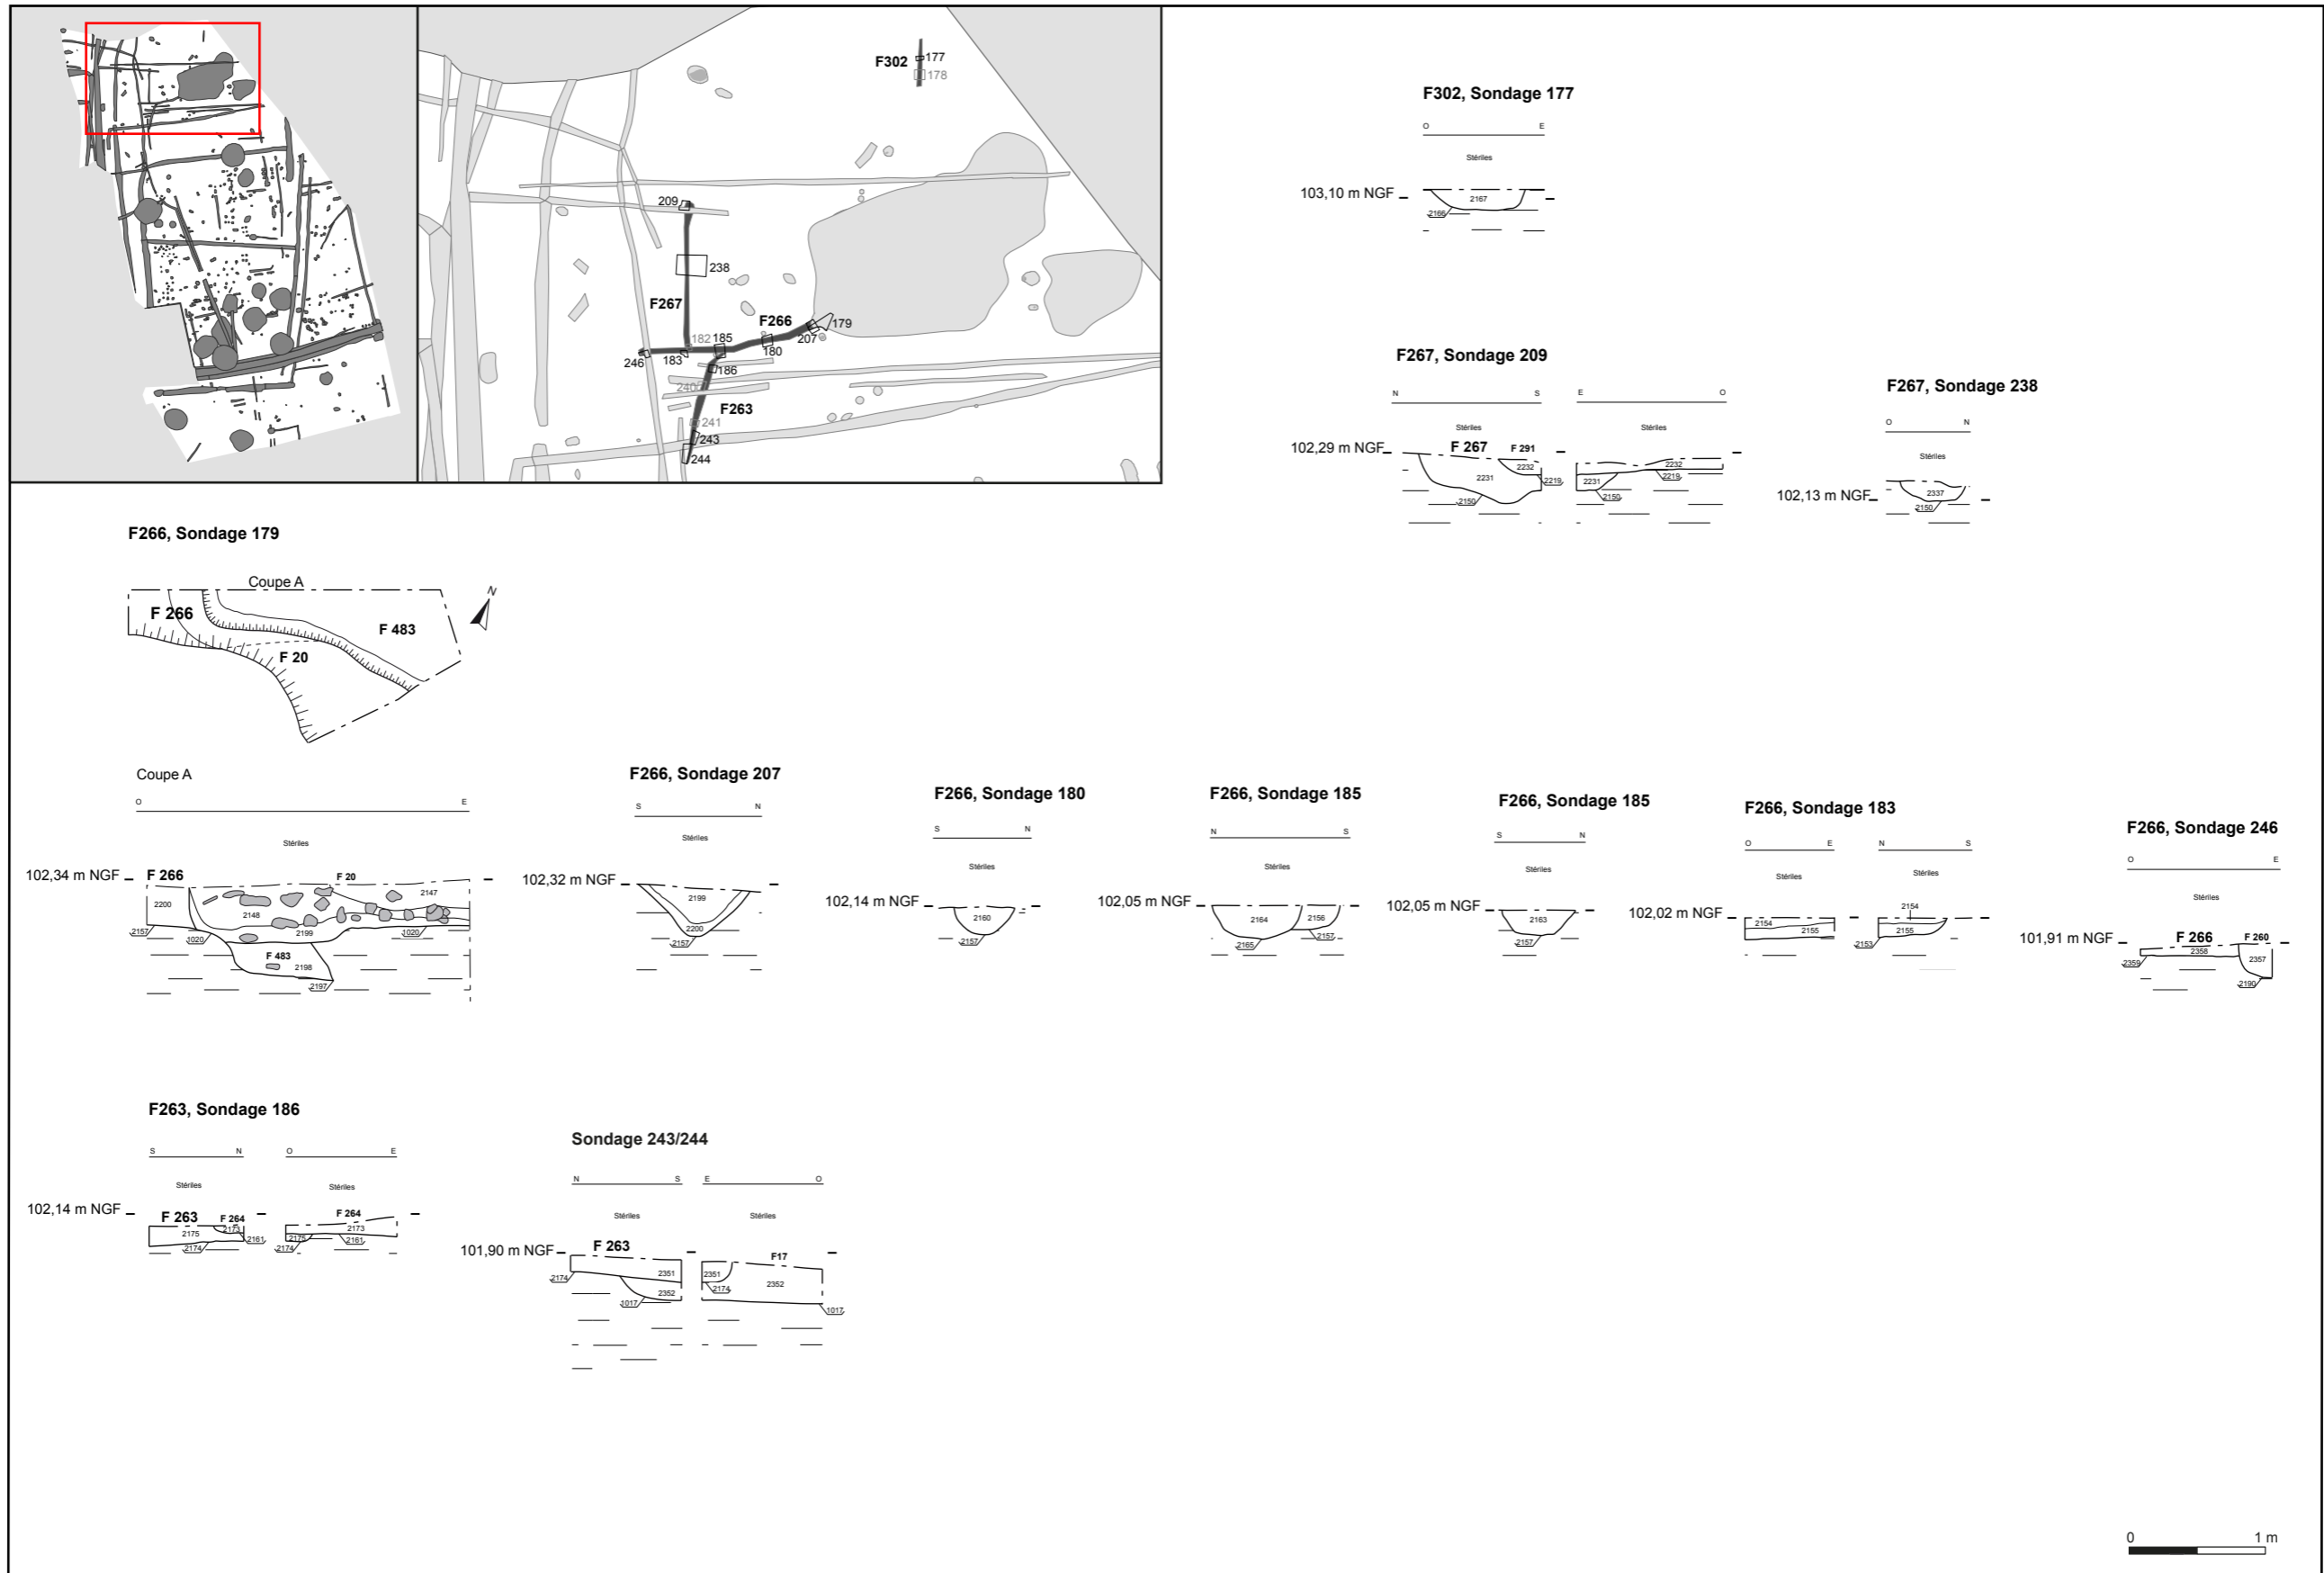 F302
177
178
209
238
F267
F266
179
182 185
207
180
246
183
186
240
F263
241
243
244
F302, Sondage 177
O E
Stériles
103,10 m NGF
2167
2166
F267, Sondage 209
N S E O
Stériles Stériles
102,29 m NGF
F 267 F 291
2232 2232
2231 2219 2231 2219
2150 2150
F267, Sondage 238
O N
Stériles
102,13 m NGF
2337
2150
F266, Sondage 179
Coupe A
N
F 266
F 483
F 20
Coupe A
O E
Stériles
102,34 m NGF
F 266 F 20
2200 2147
2148
2157 1020 2199 1020
F 483
2198
2197
F266, Sondage 207
S N
Stériles
102,32 m NGF
2199
2200
2157
F266, Sondage 180
S N
Stériles
102,14 m NGF
2160
2157
F266, Sondage 185
N S
Stériles
102,05 m NGF
2164 2156
2165 2157
F266, Sondage 185
S N
Stériles
102,05 m NGF
2163
2157
F266, Sondage 183
O E N S
Stériles Stériles
102,02 m NGF
2154 2154
2155 2155
2153
F266, Sondage 246
O E
Stériles
101,91 m NGF
F 266 F 260
2358
2359 2357
2190
F263, Sondage 186
S N O E
Stériles Stériles
102,14 m NGF
F 263 F 264 F 264
2175 2173 2173
2174 2161 2175 2161
2174
Sondage 243/244
N S E O
Stériles Stériles
101,90 m NGF
F 263 F17
2174 2351 2351 2352
2352 2174
1017 1017
0 1 m